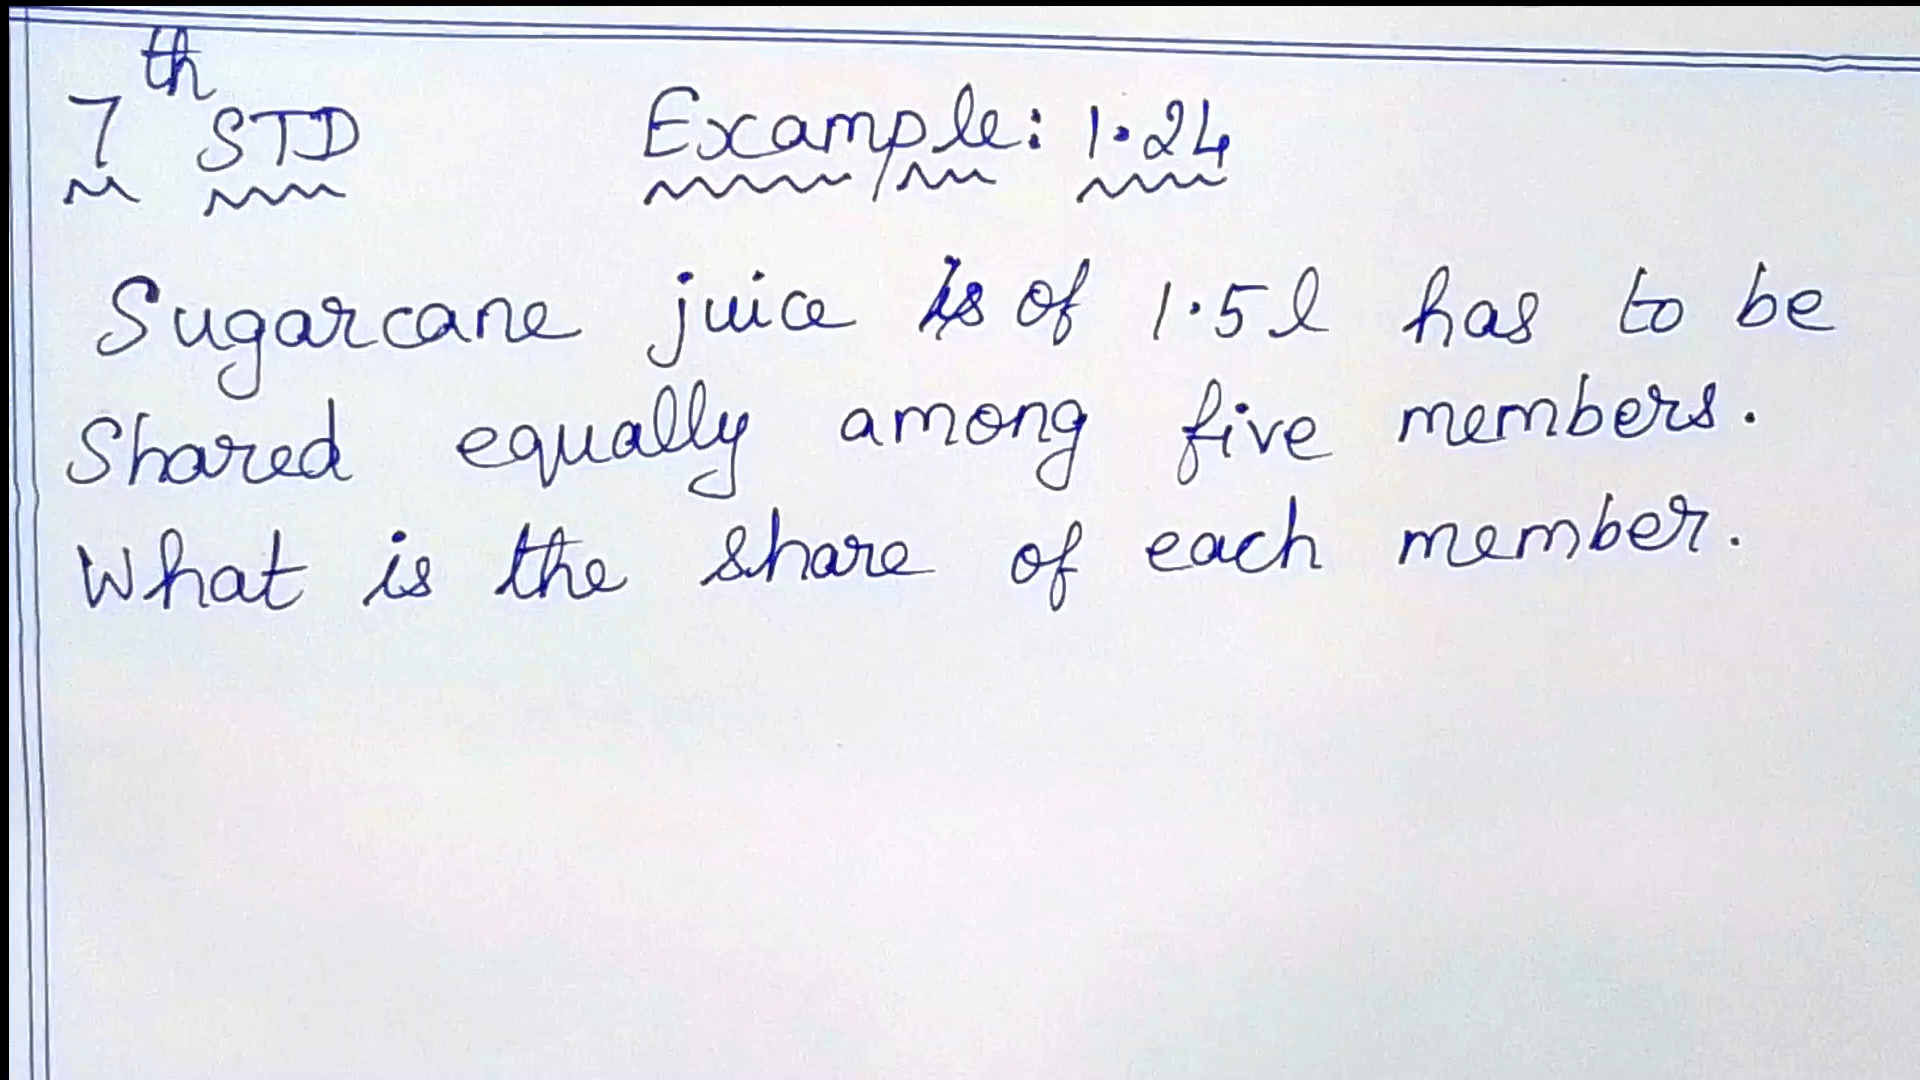 7th STD Example: 1.24
Sugarcane juice is of 1.5 l has to be
Shared equally among five members.
What is the share of each member.